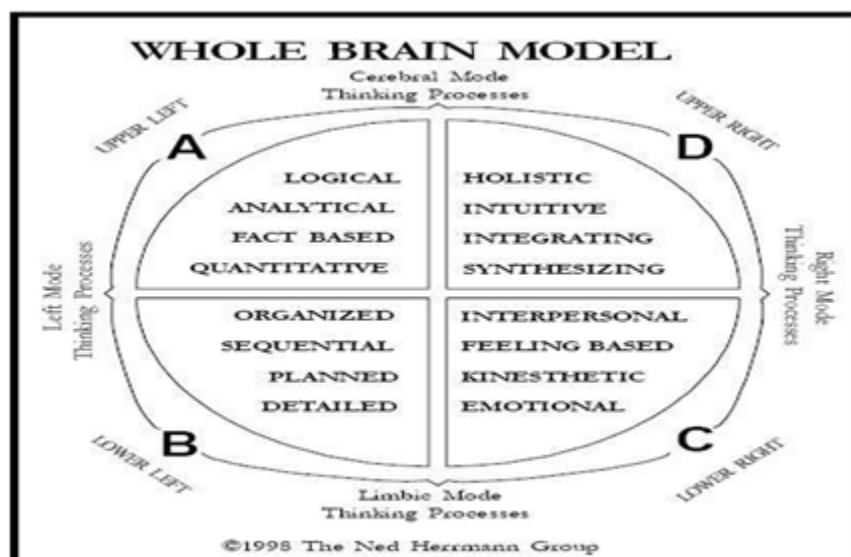 WHOLE BRAIN MODEL
Cerebral Mode
Thinking Processes
UPPER LEFT
UPPER RIGHT
A
D
LOGICAL
ANALYTICAL
FACT BASED
QUANTITATIVE
HOLISTIC
INTUITIVE
INTEGRATING
SYNTHESIZING
Left Mode
Thinking Processes
Right Mode
Thinking Processes
ORGANIZED
SEQUENTIAL
PLANNED
DETAILED
INTERPERSONAL
FEELING BASED
KINESTHETIC
EMOTIONAL
B
C
LOWER LEFT
LOWER RIGHT
Limbic Mode
Thinking Processes
©1998 The Ned Herrmann Group